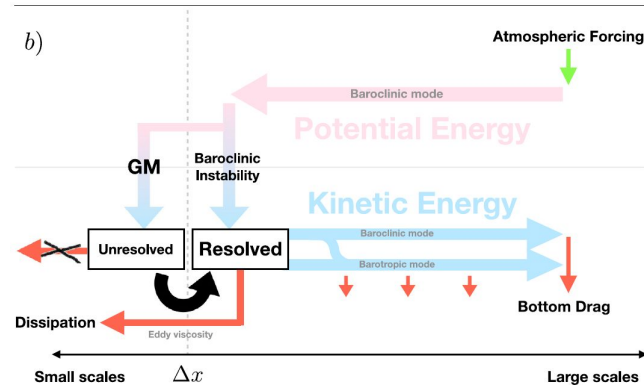 b)
Atmospheric Forcing
Baroclinic mode
Potential Energy
GM
Baroclinic
Instability
Kinetic Energy
Unresolved
Resolved
Baroclinic mode
Barotropic mode
Bottom Drag
Dissipation
Eddy viscosity
Small scales
Δx
Large scales